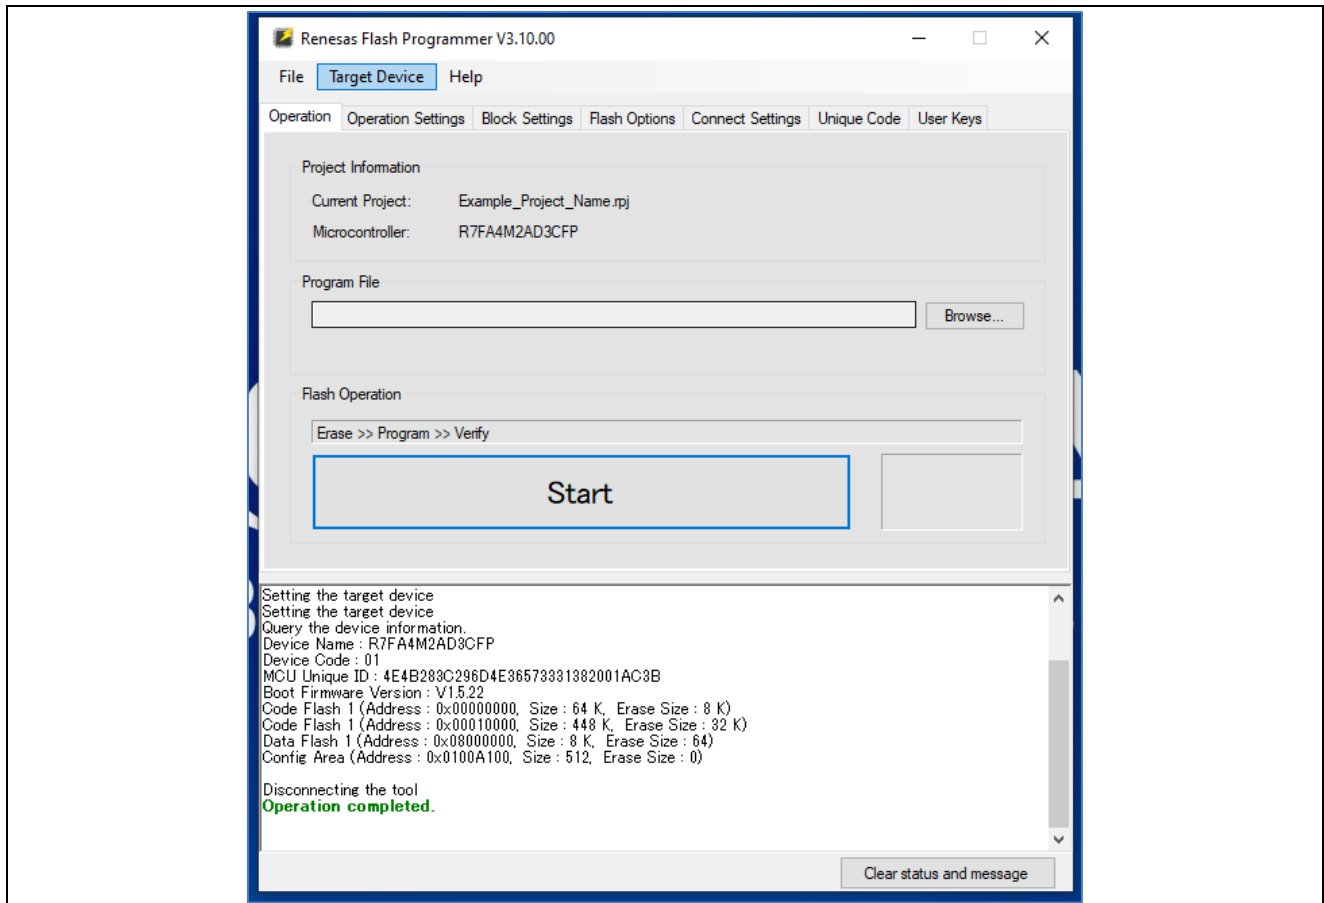 Renesas Flash Programmer V3.10.00
File Target Device Help
Operation Operation Settings Block Settings Flash Options Connect Settings Unique Code User Keys
Project Information
Current Project: Example_Project_Name.rpj
Microcontroller: R7FA4M2AD3CFP
Program File
Browse...
Flash Operation
Erase >> Program >> Verify
Start
Setting the target device
Setting the target device
Query the device information.
Device Name : R7FA4M2AD3CFP
Device Code : 01
MCU Unique ID : 4E4B283C296D4E36573331382001AC3B
Boot Firmware Version : V1.5.22
Code Flash 1 (Address : 0x00000000, Size : 64 K, Erase Size : 8 K)
Code Flash 1 (Address : 0x00010000, Size : 448 K, Erase Size : 32 K)
Data Flash 1 (Address : 0x08000000, Size : 8 K, Erase Size : 64)
Config Area (Address : 0x0100A100, Size : 512, Erase Size : 0)
Disconnecting the tool
Operation completed.
Clear status and message